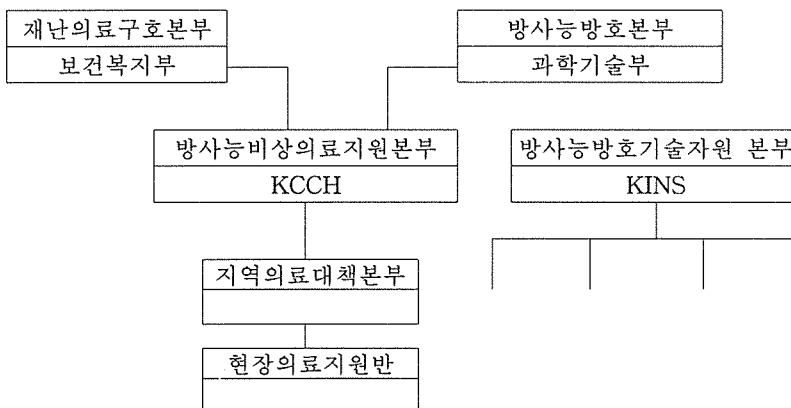 재난의료구호본부
보건복지부
방사능방호본부
과학기술부
방사능비상의료지원본부
KCCH
방사능방호기술자원 본부
KINS
지역의료대책본부
현장의료지원반